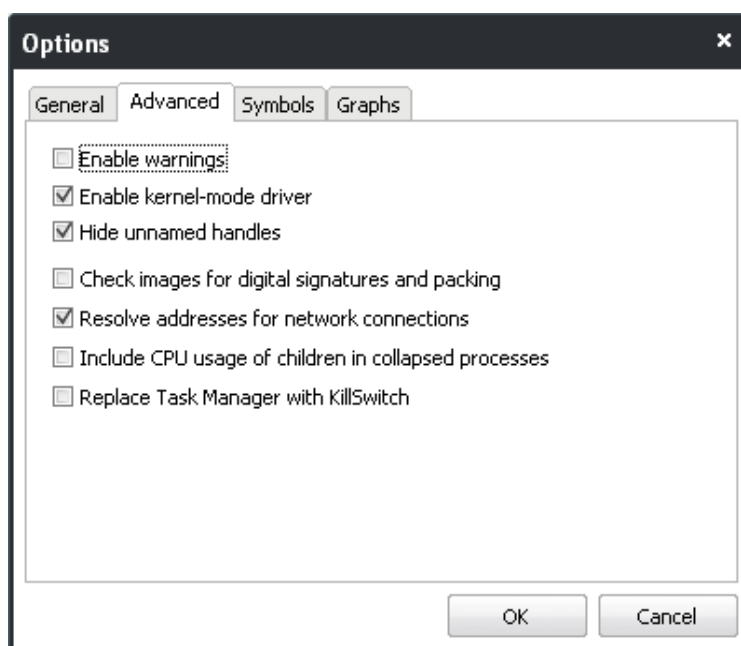 Options
General Advanced Symbols Graphs
Enable warnings
Enable kernel-mode driver
Hide unnamed handles
Check images for digital signatures and packing
Resolve addresses for network connections
Include CPU usage of children in collapsed processes
Replace Task Manager with KillSwitch
OK Cancel